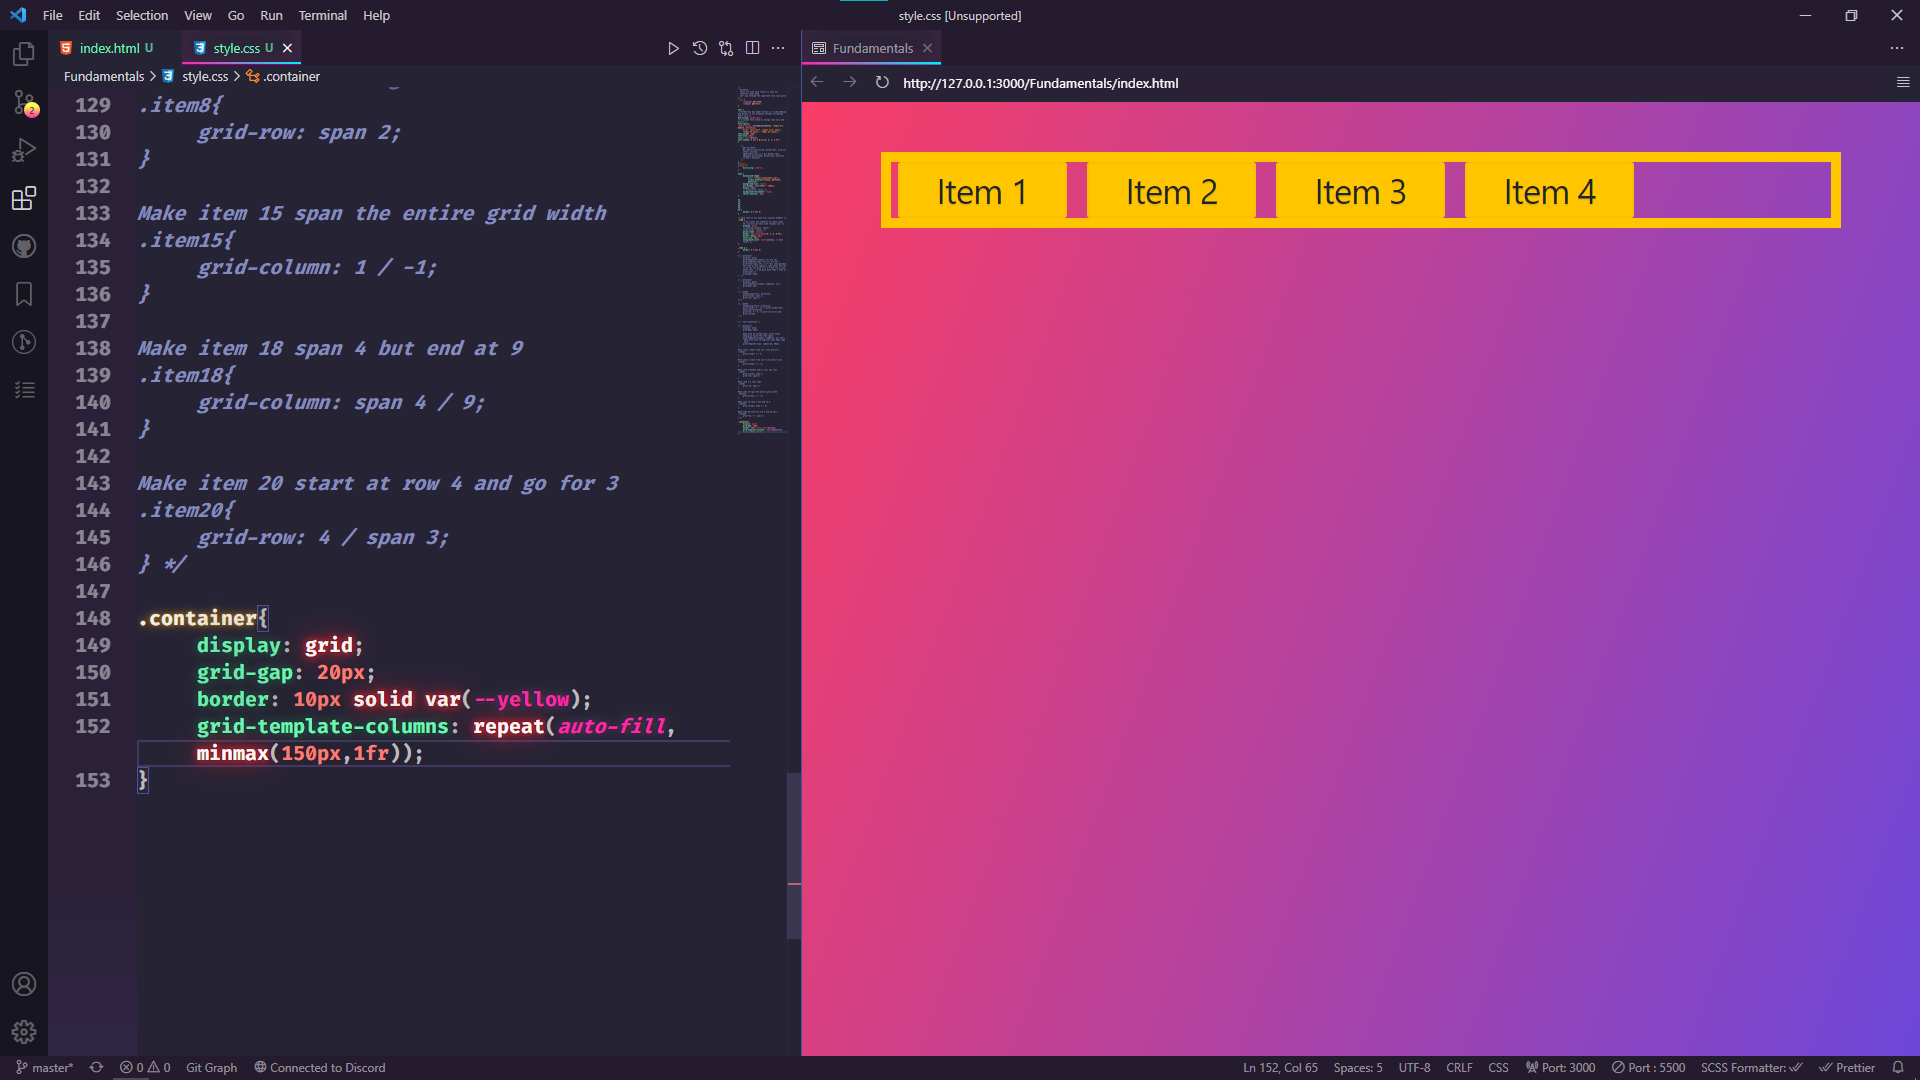 File Edit Selection View Go Run Terminal Help
style.css [Unsupported]
index.html U
style.css U
Fundamentals
Fundamentals > style.css > .container
http://127.0.0.1:3000/Fundamentals/index.html
129 .item8{
130 grid-row: span 2;
131 }
132
133 Make item 15 span the entire grid width
134 .item15{
135 grid-column: 1 / -1;
136 }
137
138 Make item 18 span 4 but end at 9
139 .item18{
140 grid-column: span 4 / 9;
141 }
142
143 Make item 20 start at row 4 and go for 3
144 .item20{
145 grid-row: 4 / span 3;
146 } */
147
148 .container{
149 display: grid;
150 grid-gap: 20px;
151 border: 10px solid var(--yellow);
152 grid-template-columns: repeat(auto-fill,
minmax(150px,1fr));
153 }
Item 1
Item 2
Item 3
Item 4
2
master* 0 0 Git Graph Connected to Discord
Ln 152, Col 65 Spaces: 5 UTF-8 CRLF CSS Port: 3000 Port : 5500 SCSS Formatter: Prettier